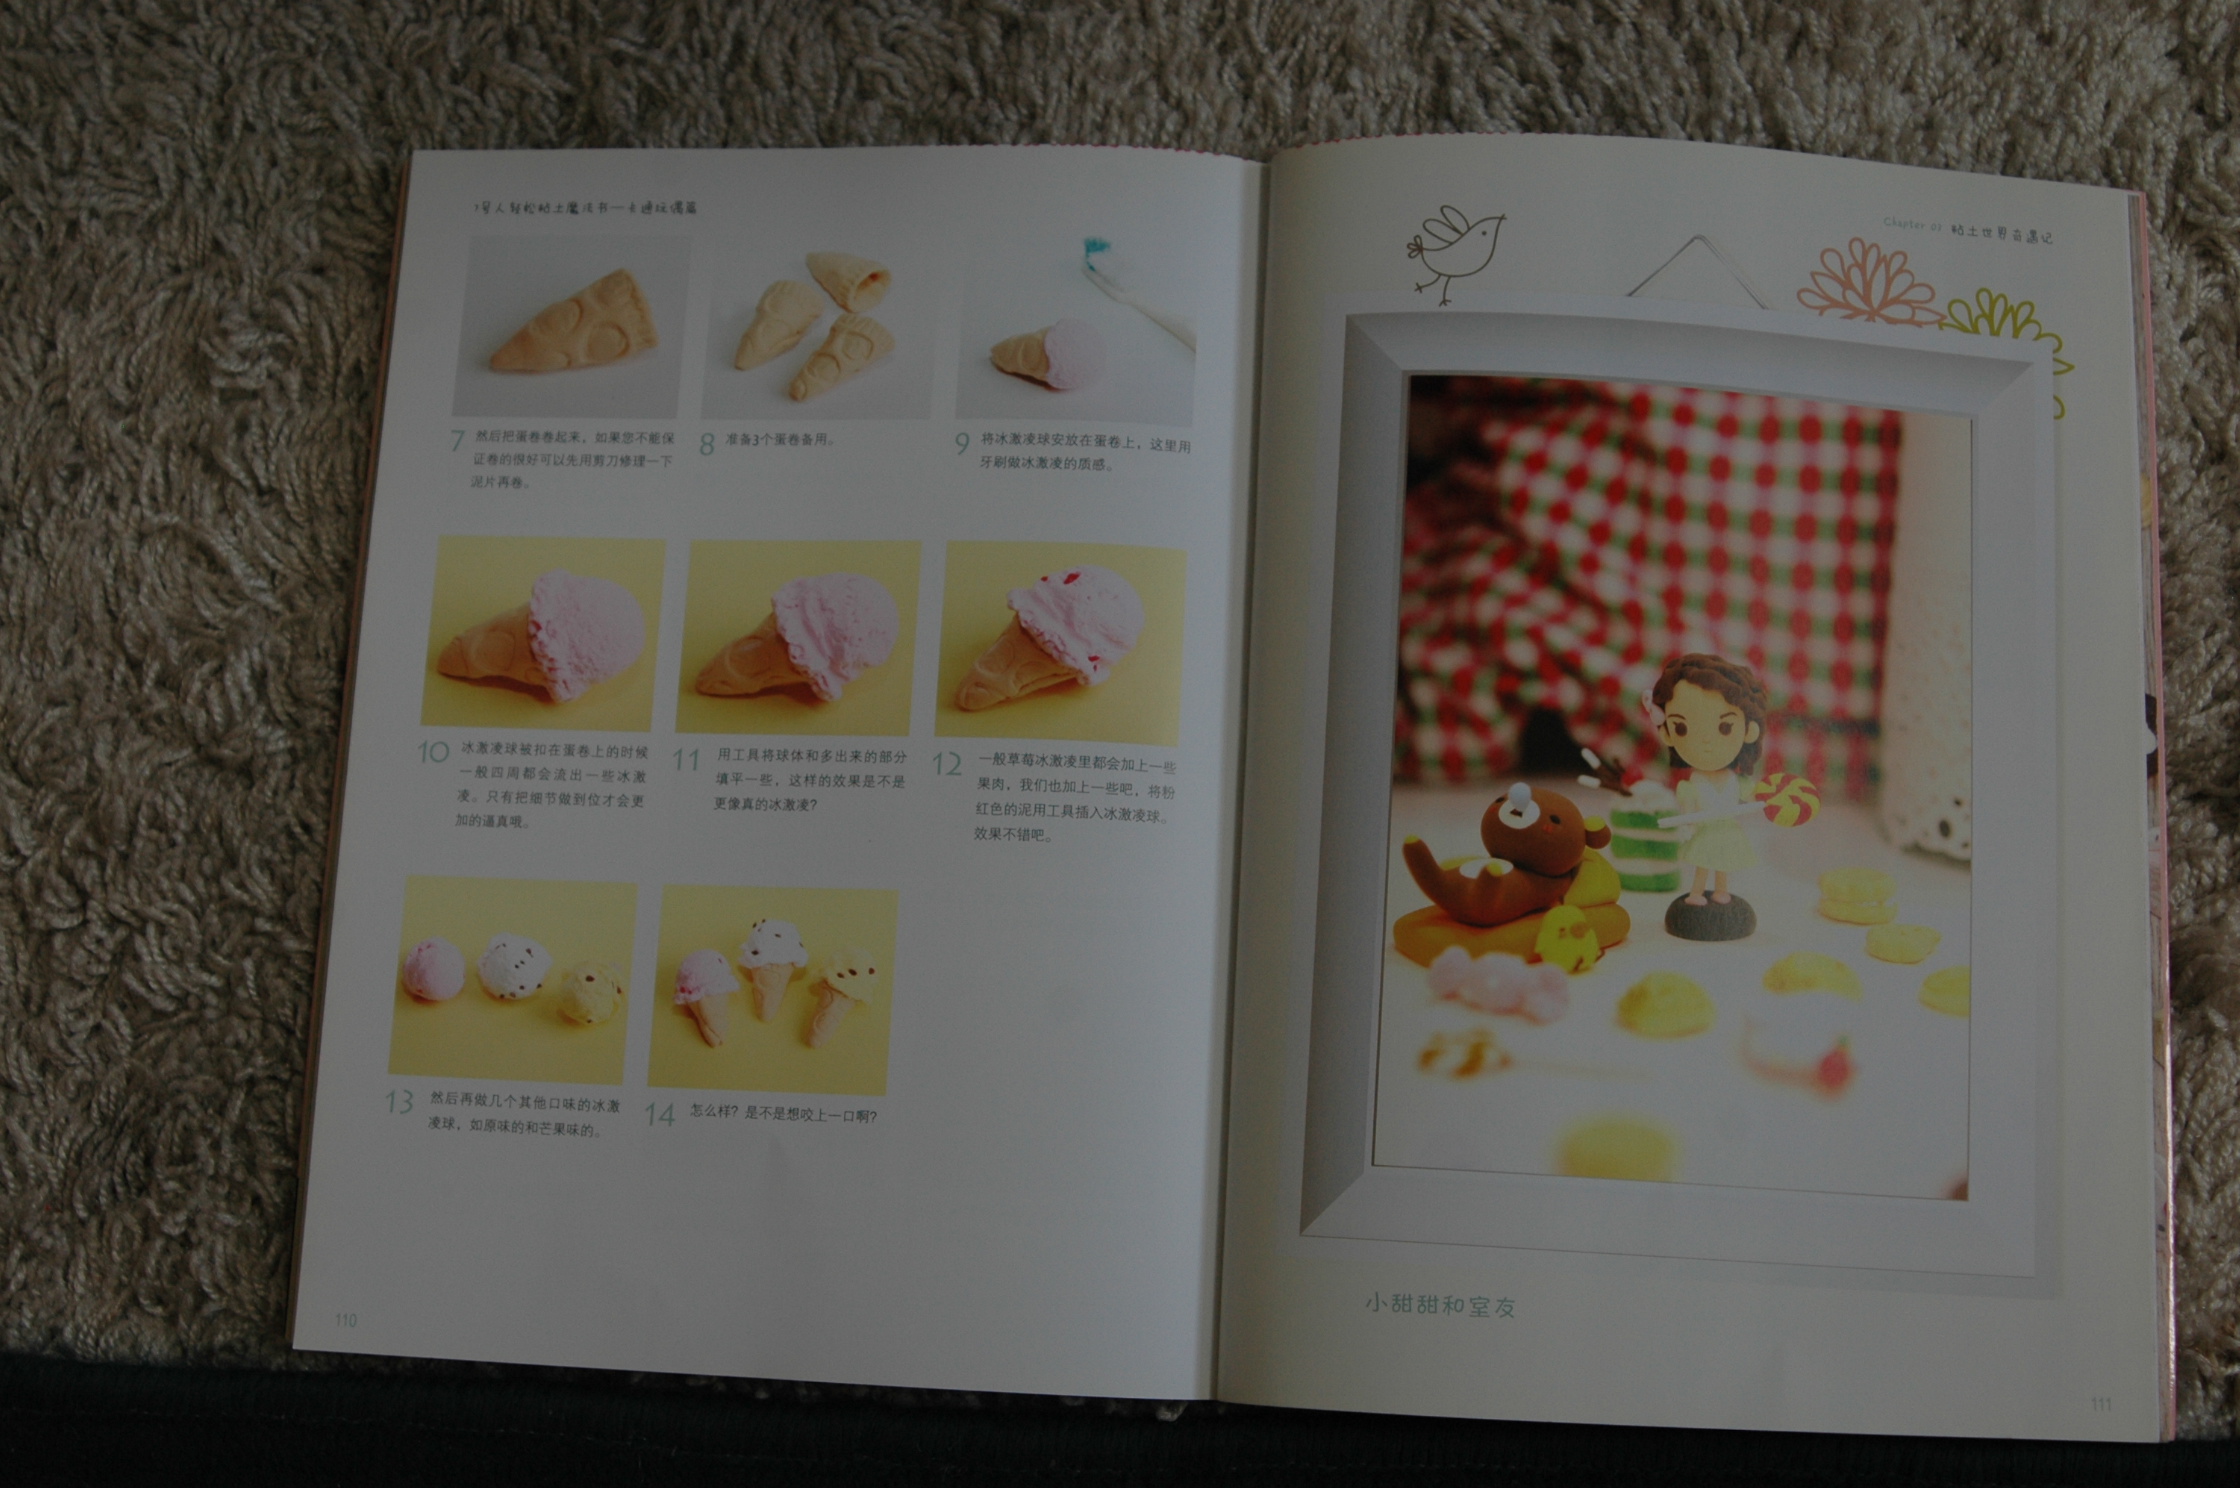 7号人轻松粘土魔法书——卡通玩偶篇
7 然后把蛋卷卷起来，如果您不能保
证卷的很好可以先用剪刀修理一下
泥片再卷。
8 准备3个蛋卷备用。
9 将冰激凌球安放在蛋卷上，这里用
牙刷做冰激凌的质感。
10 冰激凌球被扣在蛋卷上的时候
一般四周都会流出一些冰激
凌。只有把细节做到位才会更
加的逼真哦。
11 用工具将球体和多出来的部分
填平一些，这样的效果是不是
更像真的冰激凌？
12 一般草莓冰激凌里都会加上一些
果肉，我们也加上一些吧，将粉
红色的泥用工具插入冰激凌球。
效果不错吧。
13 然后再做几个其他口味的冰激
凌球，如原味的和芒果味的。
14 怎么样？是不是想咬上一口啊？
110
Chapter 03 粘土世界奇遇记
小甜甜和室友
111